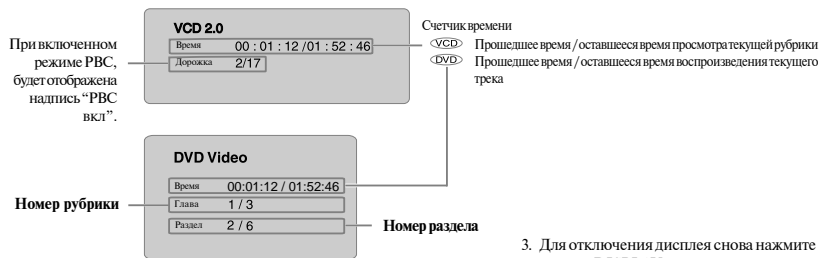 При включенном
режиме PBC,
будет отображена
надпись “PBC
вкл”.
VCD 2.0
Время 00 : 01 : 12 /01 : 52 : 46
Дорожка 2/17
Счетчик времени
VCD Прошедшее время / оставшееся время просмотра текущей рубрики
DVD Прошедшее время / оставшееся время воспроизведения текущего
трека
DVD Video
Время 00:01:12 / 01:52:46
Глава 1 / 3
Раздел 2 / 6
Номер рубрики
Номер раздела
3. Для отключения дисплея снова нажмите